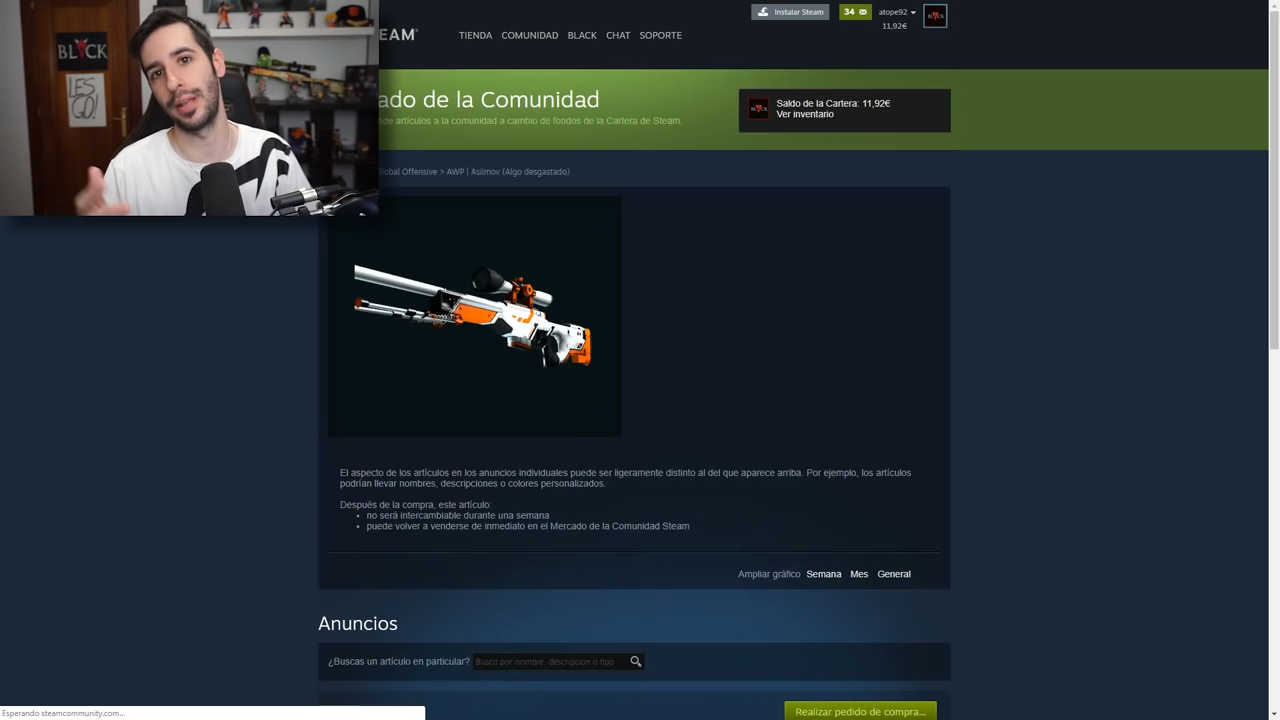 Instalar Steam
34
atope92
11,92€
BLACK
EAM®
TIENDA COMUNIDAD BLACK CHAT SOPORTE
BLACK
LES
GO!
ado de la Comunidad
nde artículos a la comunidad a cambio de fondos de la Cartera de Steam.
Saldo de la Cartera: 11,92€
Ver inventario
Global Offensive > AWP | Asiimov (Algo desgastado)
El aspecto de los artículos en los anuncios individuales puede ser ligeramente distinto al del que aparece arriba. Por ejemplo, los artículos
podrían llevar nombres, descripciones o colores personalizados.
Después de la compra, este artículo:
• no será intercambiable durante una semana
• puede volver a venderse de inmediato en el Mercado de la Comunidad Steam
Ampliar gráfico Semana Mes General
Anuncios
¿Buscas un artículo en particular? Busca por nombre, descripción o tipo
Realizar pedido de compra...
Esperando steamcommunity.com...